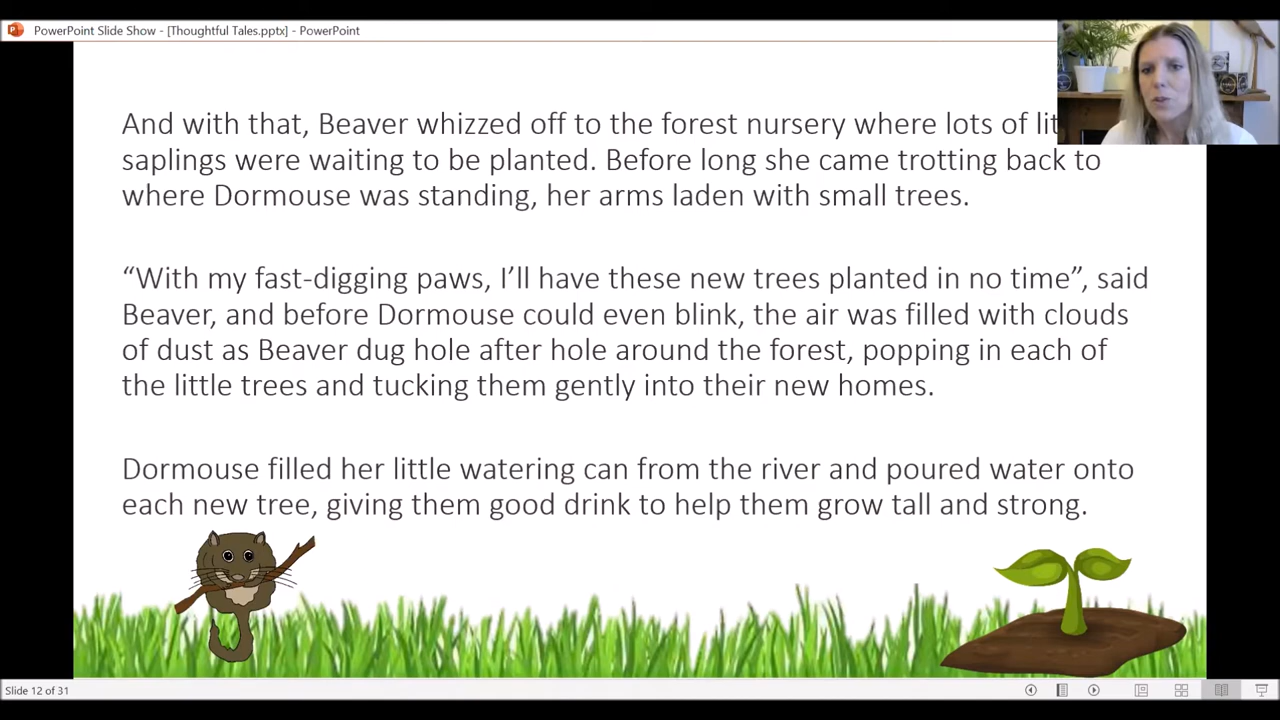 PowerPoint Slide Show - [Thoughtful Tales.pptx] - PowerPoint
And with that, Beaver whizzed off to the forest nursery where lots of
saplings were waiting to be planted. Before long she came trotting back to
where Dormouse was standing, her arms laden with small trees.
“With my fast-digging paws, I’ll have these new trees planted in no time”, said
Beaver, and before Dormouse could even blink, the air was filled with clouds
of dust as Beaver dug hole after hole around the forest, popping in each of
the little trees and tucking them gently into their new homes.
Dormouse filled her little watering can from the river and poured water onto
each new tree, giving them good drink to help them grow tall and strong.
Slide 12 of 31